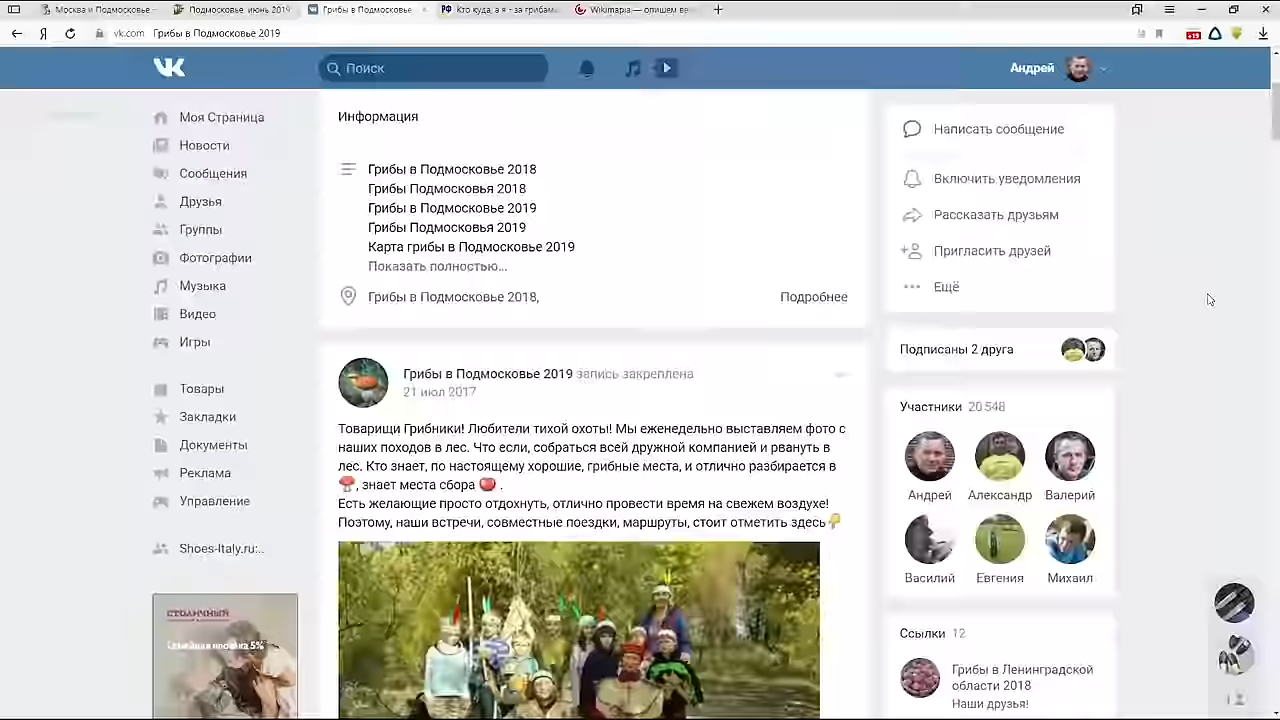 Москва и Подмосковье
Подмосковье, июнь 2019
Грибы в Подмосковье
Кто куда, а я - за грибами
Wikimapia — опишем ве
vk.com Грибы в Подмосковье 2019
+19
Поиск
Андрей
Моя Страница
Новости
Сообщения
Друзья
Группы
Фотографии
Музыка
Видео
Игры
Товары
Закладки
Документы
Реклама
Управление
Shoes-Italy.ru:..
СТОЛИЧНЫЙ
5%
Информация
Грибы в Подмосковье 2018
Грибы Подмосковья 2018
Грибы в Подмосковье 2019
Грибы Подмосковья 2019
Карта грибы в Подмосковье 2019
Показать полностью...
Грибы в Подмосковье 2018,
Подробнее
Грибы в Подмосковье 2019 запись закреплена
21 июл 2017
Товарищи Грибники! Любители тихой охоты! Мы еженедельно выставляем фото с
наших походов в лес. Что если, собраться всей дружной компанией и рвануть в
лес. Кто знает, по настоящему хорошие, грибные места, и отлично разбирается в
🍄, знает места сбора 🍎 .
Есть желающие просто отдохнуть, отлично провести время на свежем воздухе!
Поэтому, наши встречи, совместные поездки, маршруты, стоит отметить здесь👇
Написать сообщение
Включить уведомления
Рассказать друзьям
Пригласить друзей
Ещё
Подписаны 2 друга
Участники 20 548
Андрей
Александр
Валерий
Василий
Евгения
Михаил
Ссылки 12
Грибы в Ленинградской
области 2018
Наши друзья!